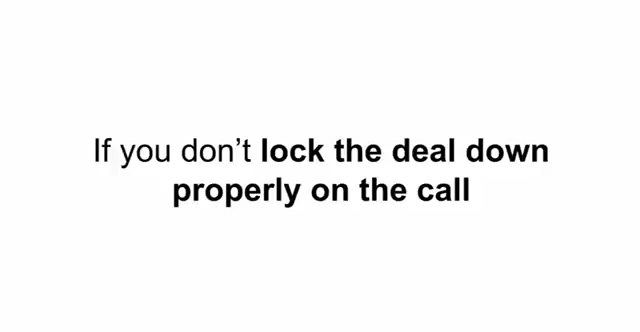 If you don’t lock the deal down
properly on the call